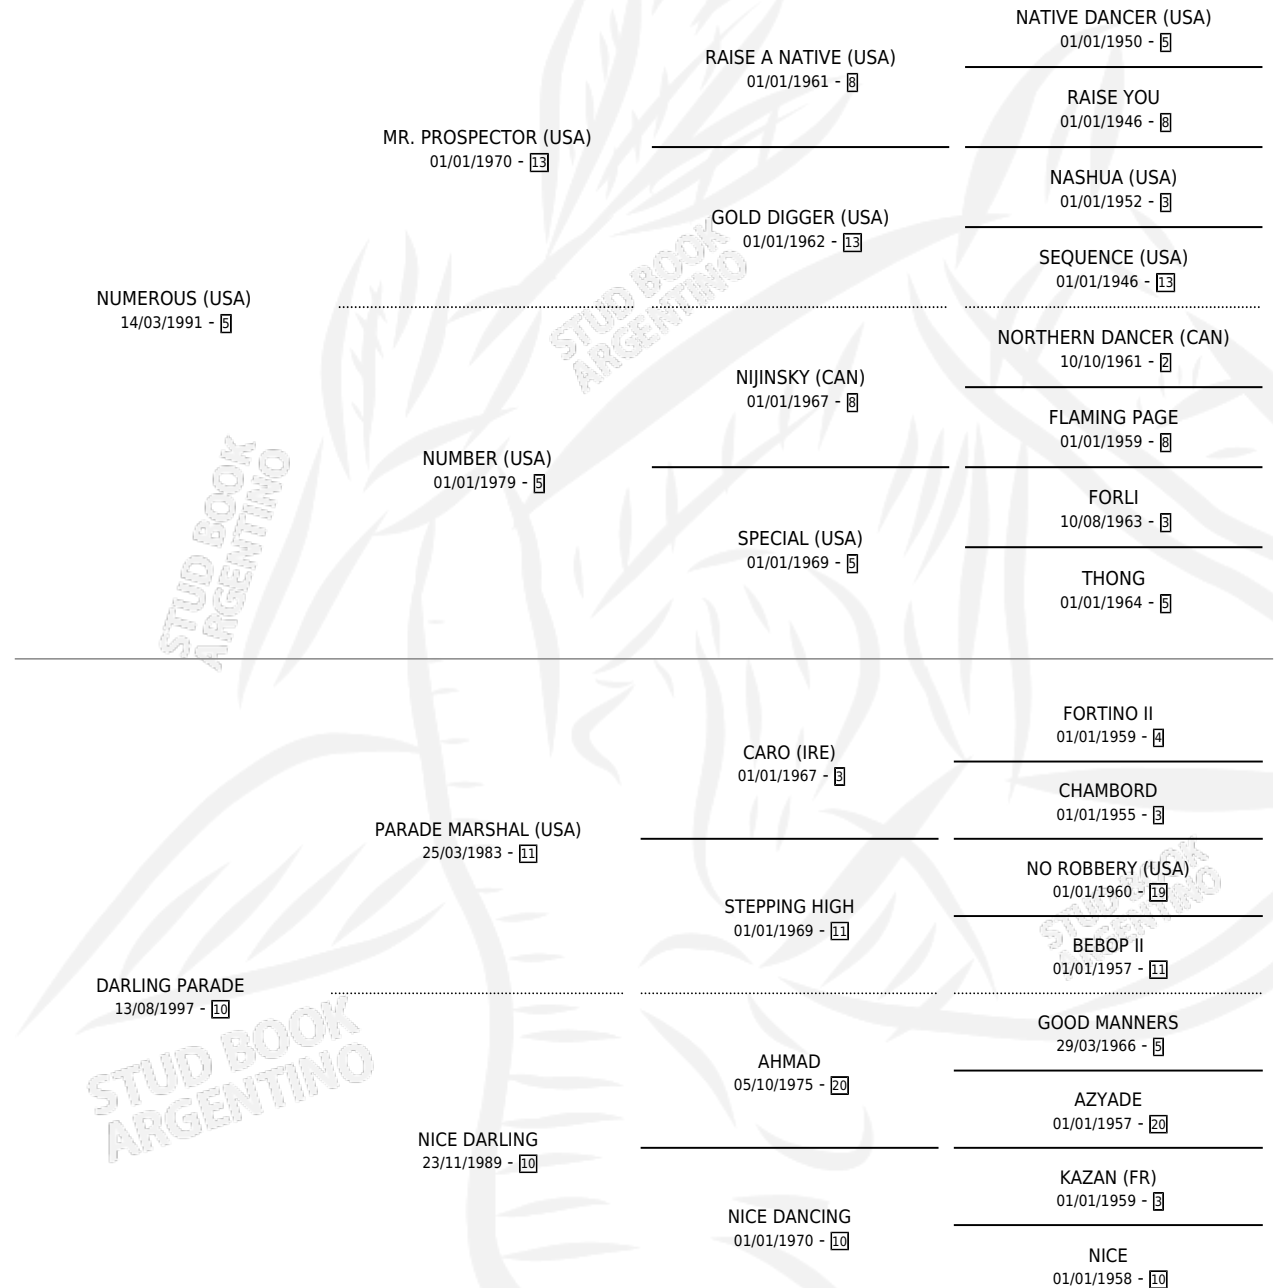 NATIVE DANCER (USA)
01/01/1950 - 5
RAISE A NATIVE (USA)
01/01/1961 - 8
RAISE YOU
01/01/1946 - 8
MR. PROSPECTOR (USA)
01/01/1970 - 13
NASHUA (USA)
01/01/1952 - 3
GOLD DIGGER (USA)
01/01/1962 - 13
SEQUENCE (USA)
01/01/1946 - 13
NUMEROUS (USA)
14/03/1991 - 5
STUD BOOK
ARGENTINO
NORTHERN DANCER (CAN)
10/10/1961 - 2
NIJINSKY (CAN)
01/01/1967 - 8
FLAMING PAGE
01/01/1959 - 8
NUMBER (USA)
01/01/1979 - 5
FORLI
10/08/1963 - 3
SPECIAL (USA)
01/01/1969 - 5
THONG
01/01/1964 - 5
STUD BOOK
ARGENTINO
FORTINO II
01/01/1959 - 4
CARO (IRE)
01/01/1967 - 3
CHAMBORD
01/01/1955 - 3
PARADE MARSHAL (USA)
25/03/1983 - 11
NO ROBBERY (USA)
01/01/1960 - 19
STEPPING HIGH
01/01/1969 - 11
BEBOP II
01/01/1957 - 11
STUD BOOK
ARGENTINO
DARLING PARADE
13/08/1997 - 10
GOOD MANNERS
29/03/1966 - 5
AHMAD
05/10/1975 - 20
AZYADE
01/01/1957 - 20
STUD BOOK
ARGENTINO
NICE DARLING
23/11/1989 - 10
KAZAN (FR)
01/01/1959 - 3
NICE DANCING
01/01/1970 - 10
NICE
01/01/1958 - 10